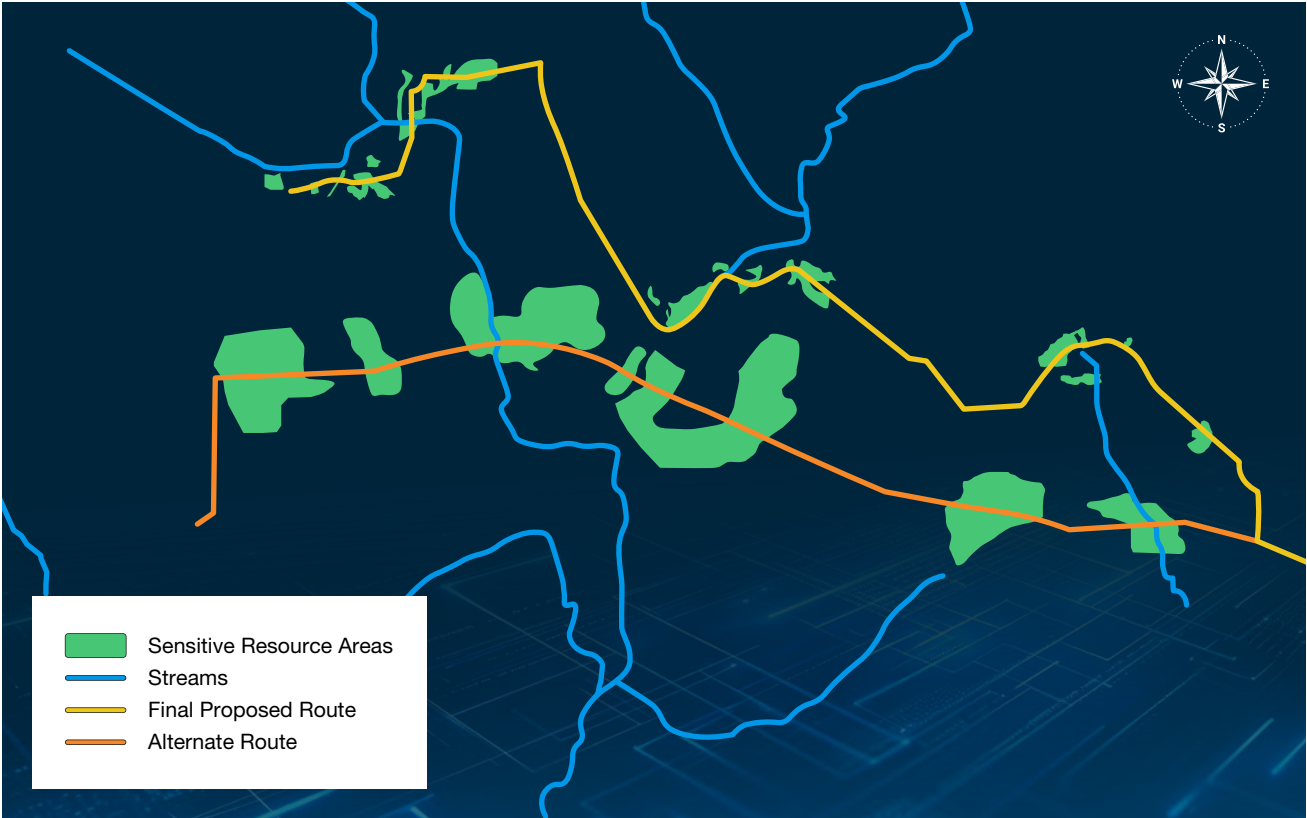 N
W
E
S
Sensitive Resource Areas
Streams
Final Proposed Route
Alternate Route